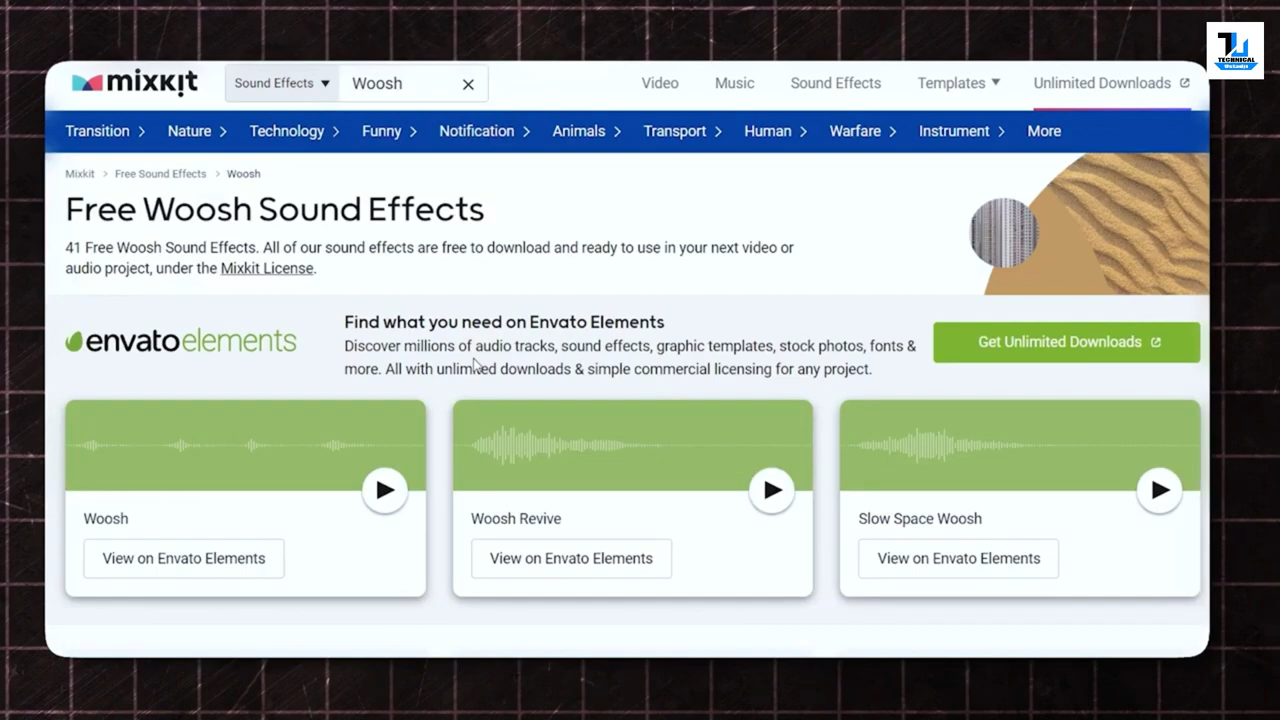 TECHNICAL
mixkit
Sound Effects
Woosh
Video
Music
Sound Effects
Templates
Unlimited Downloads
Transition
Nature
Technology
Funny
Notification
Animals
Transport
Human
Warfare
Instrument
More
Mixkit > Free Sound Effects > Woosh
Free Woosh Sound Effects
41 Free Woosh Sound Effects. All of our sound effects are free to download and ready to use in your next video or
audio project, under the Mixkit License.
envato elements
Find what you need on Envato Elements
Discover millions of audio tracks, sound effects, graphic templates, stock photos, fonts &
more. All with unlimited downloads & simple commercial licensing for any project.
Get Unlimited Downloads
Woosh
View on Envato Elements
Woosh Revive
View on Envato Elements
Slow Space Woosh
View on Envato Elements